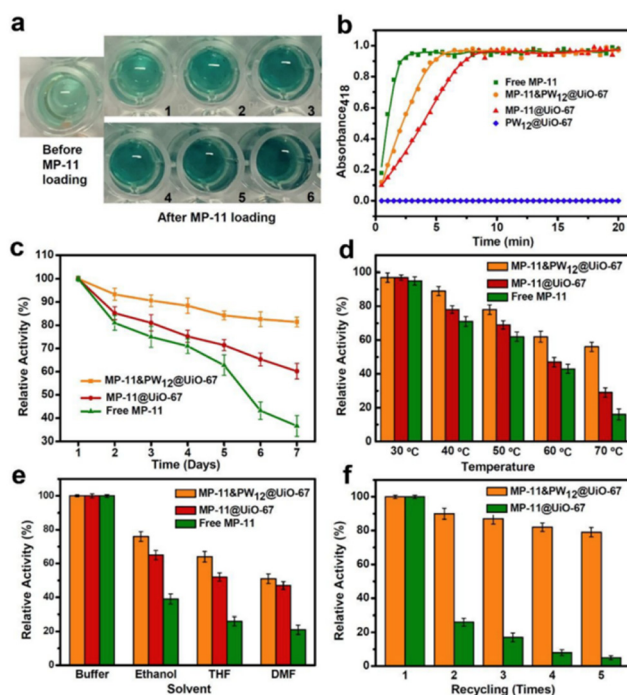 a
1 2 3
Before
MP-11
loading
4 5 6
After MP-11 loading
b
Absorbance418
1.0
0.8
0.6
0.4
0.2
0.0
Free MP-11
MP-11&PW12@UiO-67
MP-11@UiO-67
PW12@UiO-67
0 5 10 15 20
Time (min)
c
Relative Activity (%)
110
100
90
80
70
60
50
40
30
MP-11&PW12@UiO-67
MP-11@UiO-67
Free MP-11
1 2 3 4 5 6 7
Time (Days)
d
Relative Activity (%)
100
80
60
40
20
0
MP-11&PW12@UiO-67
MP-11@UiO-67
Free MP-11
30 ºC 40 ºC 50 ºC 60 ºC 70 ºC
Temperature
e
Relative Activity (%)
100
80
60
40
20
0
MP-11&PW12@UiO-67
MP-11@UiO-67
Free MP-11
Buffer Ethanol THF DMF
Solvent
f
Relative Activity (%)
100
80
60
40
20
0
MP-11&PW12@UiO-67
MP-11@UiO-67
1 2 3 4 5
Recycling (Times)